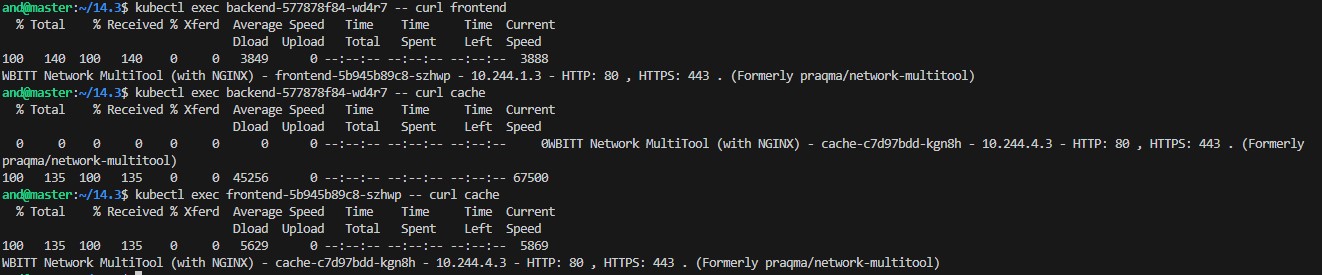 and@master:~/14.3$ kubectl exec backend-577878f84-wd4r7 -- curl frontend
  % Total    % Received % Xferd  Average Speed   Time    Time     Time  Current
                                 Dload  Upload   Total   Spent    Left  Speed
100   140  100   140    0     0   3849      0 --:--:-- --:--:-- --:--:--  3888
WBITT Network MultiTool (with NGINX) - frontend-5b945b89c8-szhwp - 10.244.1.3 - HTTP: 80 , HTTPS: 443 . (Formerly praqma/network-multitool)
and@master:~/14.3$ kubectl exec backend-577878f84-wd4r7 -- curl cache
  % Total    % Received % Xferd  Average Speed   Time    Time     Time  Current
                                 Dload  Upload   Total   Spent    Left  Speed
  0     0    0     0    0     0      0      0 --:--:-- --:--:-- --:--:--     0WBITT Network MultiTool (with NGINX) - cache-c7d97bdd-kgn8h - 10.244.4.3 - HTTP: 80 , HTTPS: 443 . (Formerly
praqma/network-multitool)
100   135  100   135    0     0  45256      0 --:--:-- --:--:-- --:--:-- 67500
and@master:~/14.3$ kubectl exec frontend-5b945b89c8-szhwp -- curl cache
  % Total    % Received % Xferd  Average Speed   Time    Time     Time  Current
                                 Dload  Upload   Total   Spent    Left  Speed
100   135  100   135    0     0   5629      0 --:--:-- --:--:-- --:--:--  5869
WBITT Network MultiTool (with NGINX) - cache-c7d97bdd-kgn8h - 10.244.4.3 - HTTP: 80 , HTTPS: 443 . (Formerly praqma/network-multitool)